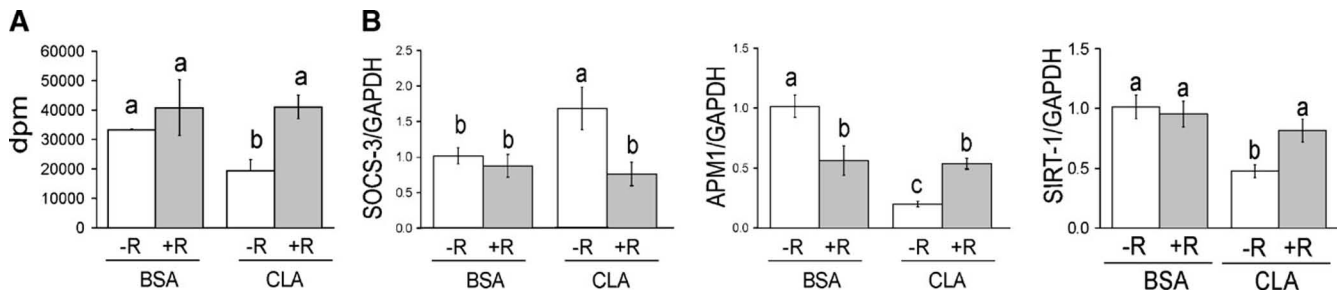 A
dpm
60000
50000
40000
30000
20000
10000
0
a
a
b
a
-R +R -R +R
BSA CLA
B
SOCS-3/GAPDH
2.5
2.0
1.5
1.0
0.5
0.0
b
b
a
b
-R +R -R +R
BSA CLA
APM1/GAPDH
1.5
1.0
0.5
0.0
a
b
c
b
-R +R -R +R
BSA CLA
SIRT-1/GAPDH
1.5
1.0
0.5
0.0
a
a
b
a
-R +R -R +R
BSA CLA